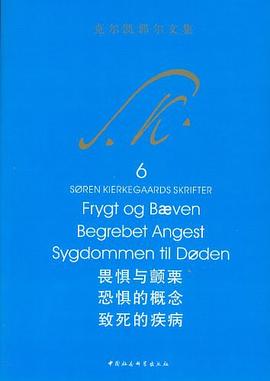 克尔凯郭尔文集
S. K.
6
SØREN KIERKEGAARDS SKRIFTER
Frygt og Bæven
Begrebet Angest
Sygdommen til Døden
畏惧与颤栗
恐惧的概念
致死的疾病
中国社会科学出版社